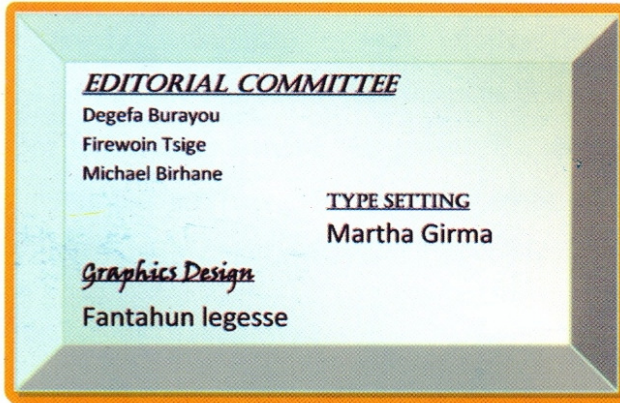 EDITORIAL COMMITTEE
Degefa Burayou
Firewoin Tsige
Michael Birhane
TYPE SETTING
Martha Girma
Graphics Design
Fantahun legesse